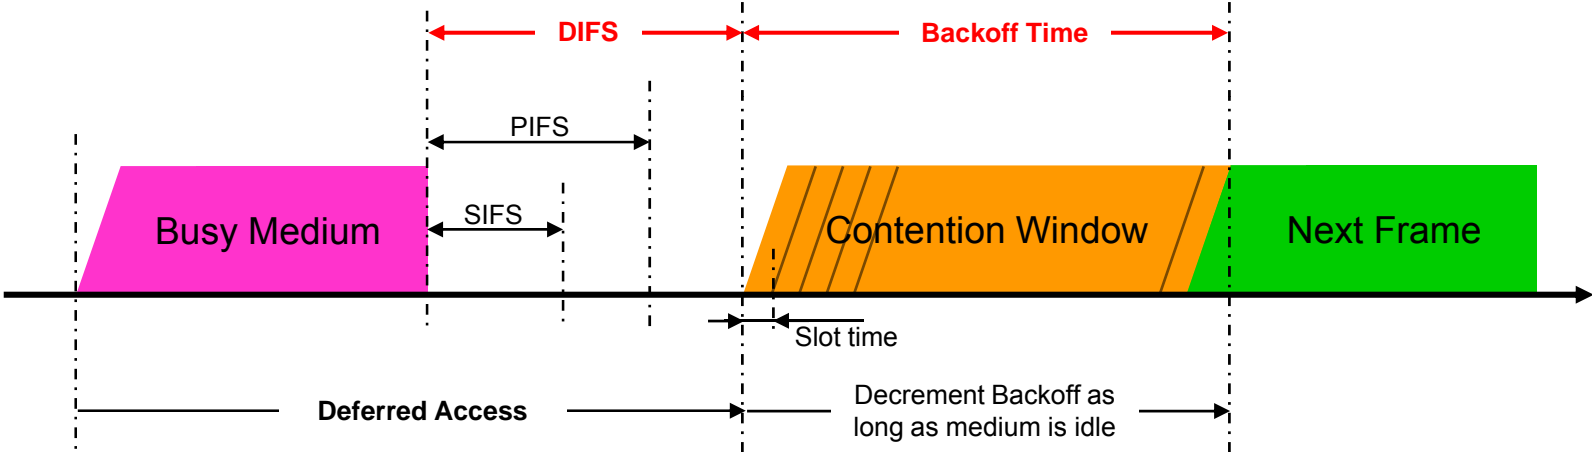 DIFS
Backoff Time
PIFS
SIFS
Busy Medium
Contention Window
Next Frame
Slot time
Deferred Access
Decrement Backoff as
long as medium is idle